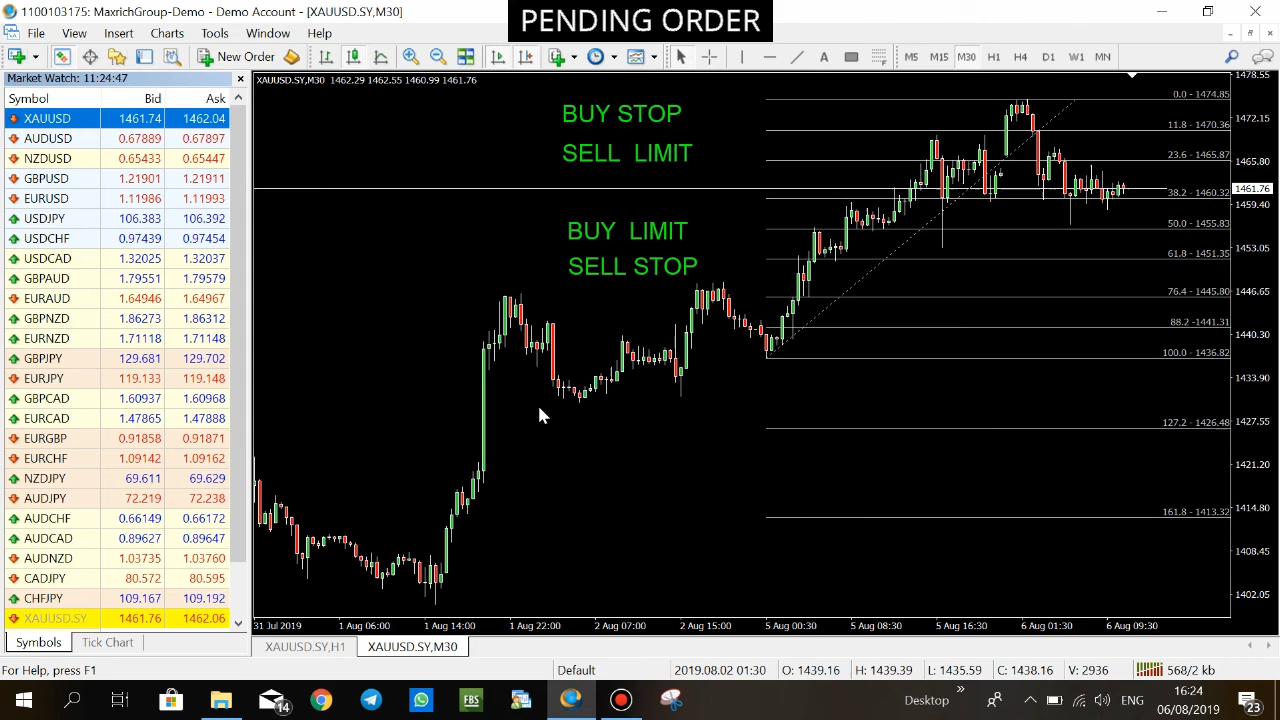 1100103175: MaxrichGroup-Demo - Demo Account - [XAUUSD.SY,M30]
PENDING ORDER
File View Insert Charts Tools Window Help
New Order
M5 M15 M30 H1 H4 D1 W1 MN
Market Watch: 11:24:47
Symbol Bid Ask
XAUUSD 1461.74 1462.04
AUDUSD 0.67889 0.67897
NZDUSD 0.65433 0.65447
GBPUSD 1.21901 1.21911
EURUSD 1.11986 1.11993
USDJPY 106.383 106.392
USDCHF 0.97439 0.97454
USDCAD 1.32025 1.32037
GBPAUD 1.79551 1.79579
EURAUD 1.64946 1.64967
GBPNZD 1.86273 1.86312
EURNZD 1.71118 1.71148
GBPJPY 129.681 129.702
EURJPY 119.133 119.148
GBPCAD 1.60937 1.60968
EURCAD 1.47865 1.47888
EURGBP 0.91858 0.91871
EURCHF 1.09142 1.09162
NZDJPY 69.611 69.629
AUDJPY 72.219 72.238
AUDCHF 0.66149 0.66172
AUDCAD 0.89627 0.89647
AUDNZD 1.03735 1.03760
CADJPY 80.572 80.595
CHFJPY 109.167 109.192
XAUUSD.SY 1461.76 1462.06
Symbols Tick Chart
XAUUSD.SY,M30 1462.29 1462.55 1460.99 1461.76
BUY STOP
SELL LIMIT
BUY LIMIT
SELL STOP
0.0 - 1474.85
11.8 - 1470.36
23.6 - 1465.87
38.2 - 1460.32
50.0 - 1455.83
61.8 - 1451.35
76.4 - 1445.80
88.2 - 1441.31
100.0 - 1436.82
127.2 - 1426.48
161.8 - 1413.32
1478.55
1472.15
1465.80
1461.76
1459.40
1453.05
1446.65
1440.30
1433.90
1427.55
1421.20
1414.80
1408.45
1402.05
31 Jul 2019 1 Aug 06:00 1 Aug 14:00 1 Aug 22:00 2 Aug 07:00 2 Aug 15:00 5 Aug 00:30 5 Aug 08:30 5 Aug 16:30 6 Aug 01:30 6 Aug 09:30
XAUUSD.SY,H1 XAUUSD.SY,M30
For Help, press F1 Default 2019.08.02 01:30 O: 1439.16 H: 1439.39 L: 1435.59 C: 1438.16 V: 2936 568/2 kb
14 FBS Desktop ENG 16:24
06/08/2019 23